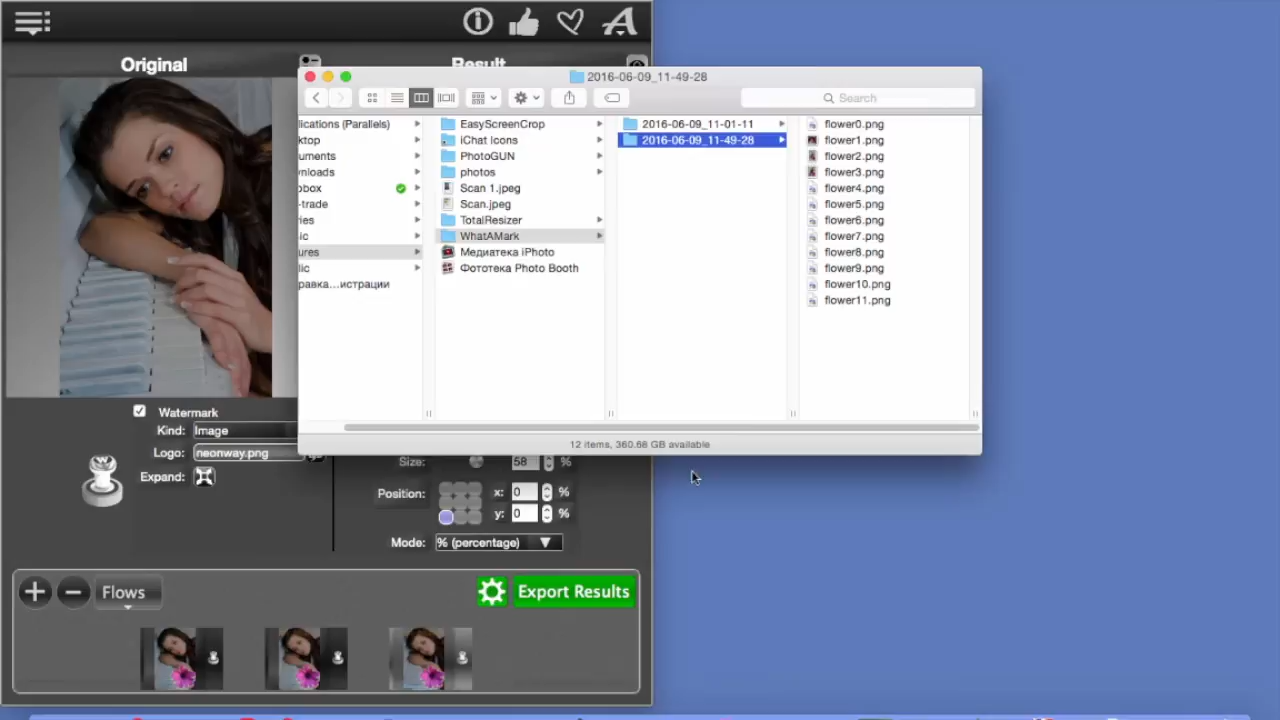 Original
Result
2016-06-09_11-49-28
Search
lications (Parallels)
ktop
uments
vnloads
obox
-trade
ries
sic
ures
lic
равка...истрации
EasyScreenCrop
iChat Icons
PhotoGUN
photos
Scan 1.jpeg
Scan.jpeg
TotalResizer
WhatAMark
Медиатека iPhoto
Фототека Photo Booth
2016-06-09_11-01-11
2016-06-09_11-49-28
flower0.png
flower1.png
flower2.png
flower3.png
flower4.png
flower5.png
flower6.png
flower7.png
flower8.png
flower9.png
flower10.png
flower11.png
12 items, 360.68 GB available
Watermark
Kind: Image
Logo: neonway.png
Expand:
Size: 58 %
Position: x: 0 %
y: 0 %
Mode: % (percentage)
Flows
Export Results